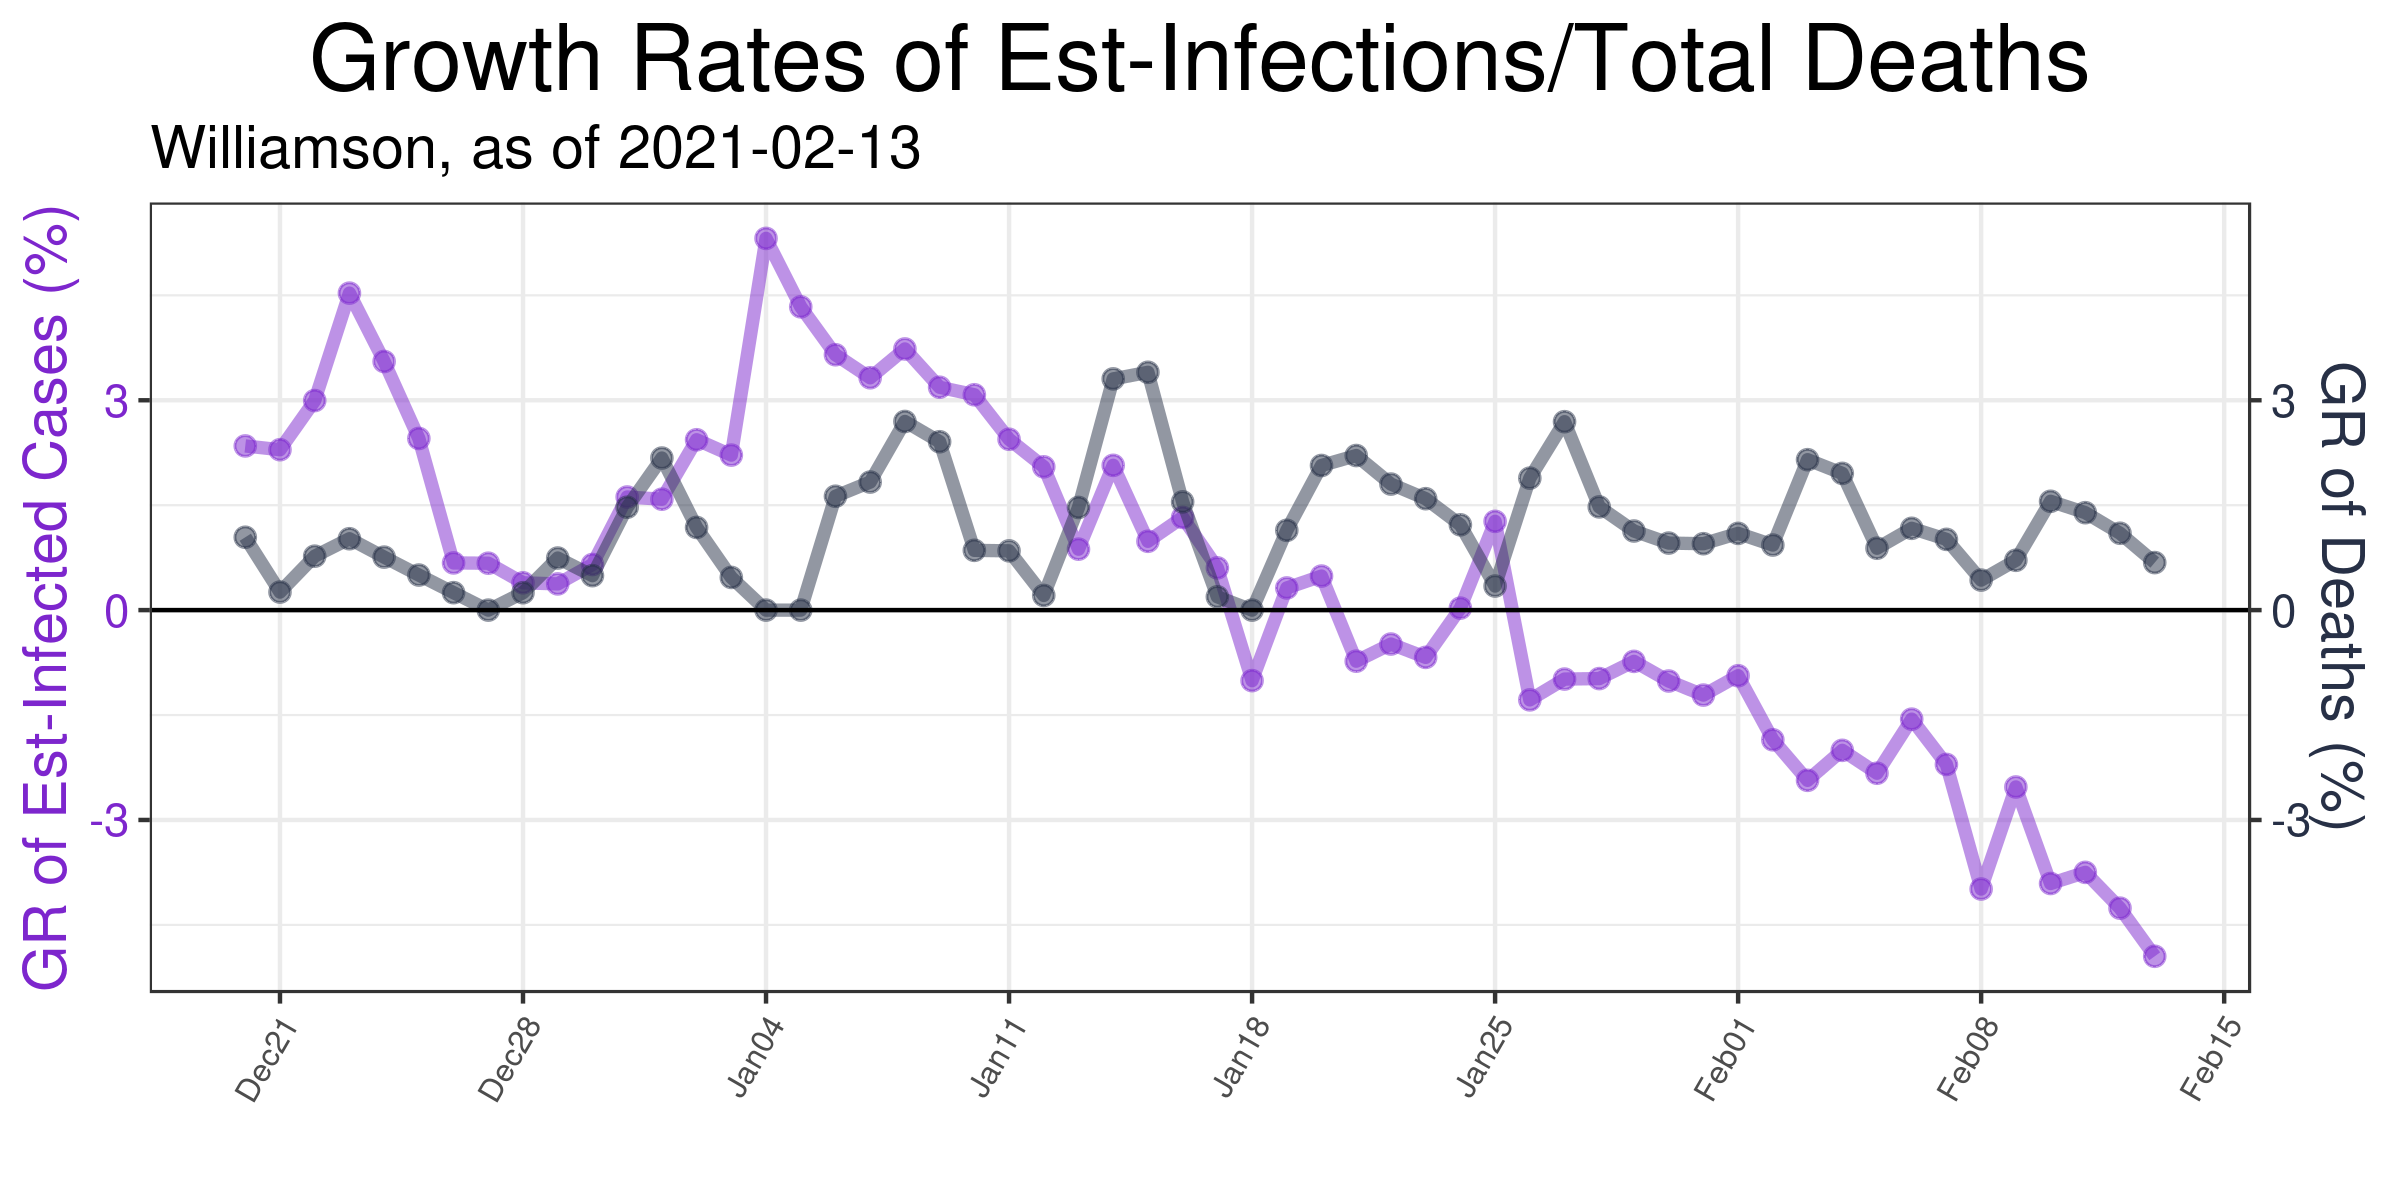 Growth Rates of Est-Infections/Total Deaths
Williamson, as of 2021-02-13
GR of Est-Infected Cases (%)
3
0
-3
3
0
-3
GR of Deaths (%)
Dec21
Dec28
Jan04
Jan11
Jan18
Jan25
Feb01
Feb08
Feb15